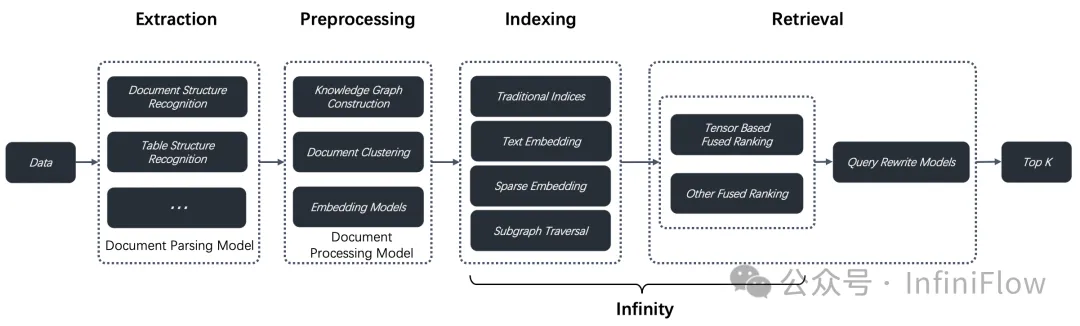 Extraction
Preprocessing
Indexing
Retrieval
Data
Document Structure
Recognition
Table Structure
Recognition
...
Document Parsing Model
Knowledge Graph
Construction
Document Clustering
Embedding Models
Document
Processing Model
Traditional Indices
Text Embedding
Sparse Embedding
Subgraph Traversal
Tensor Based
Fused Ranking
Other Fused Ranking
Query Rewrite Models
Top K
Infinity
公众号 · InfiniFlow